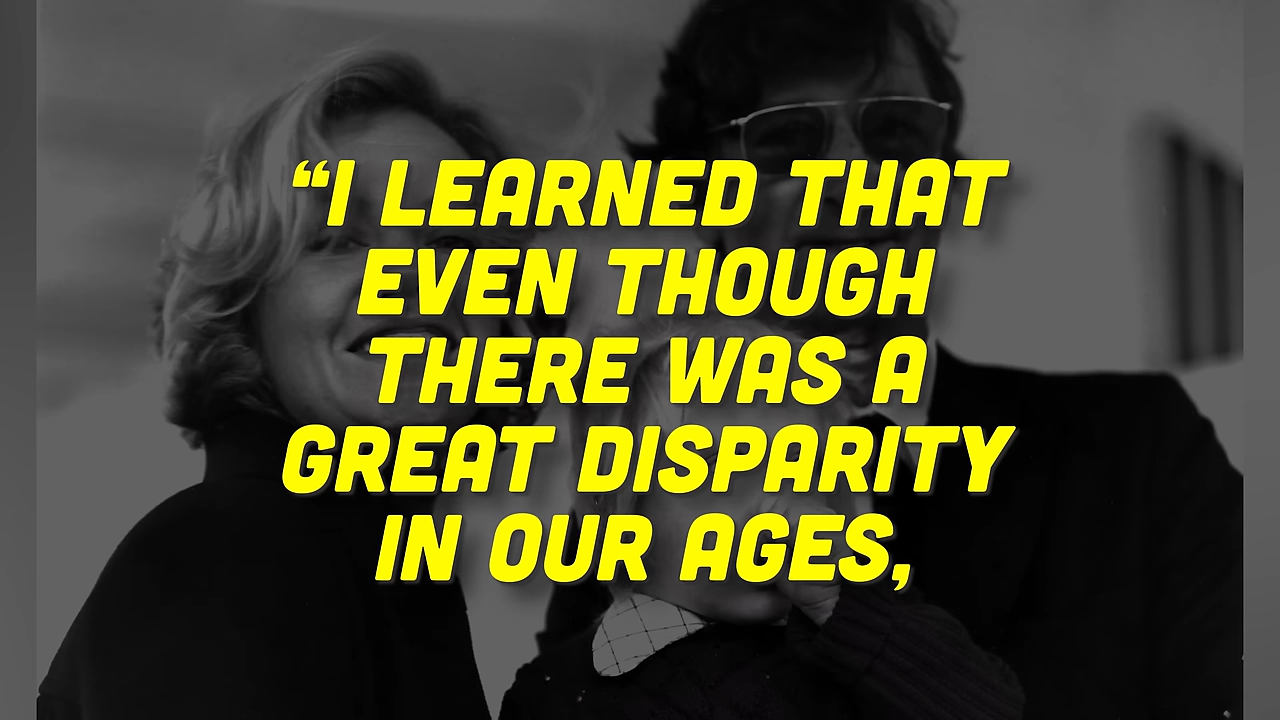 “I LEARNED THAT
EVEN THOUGH
THERE WAS A
GREAT DISPARITY
IN OUR AGES,